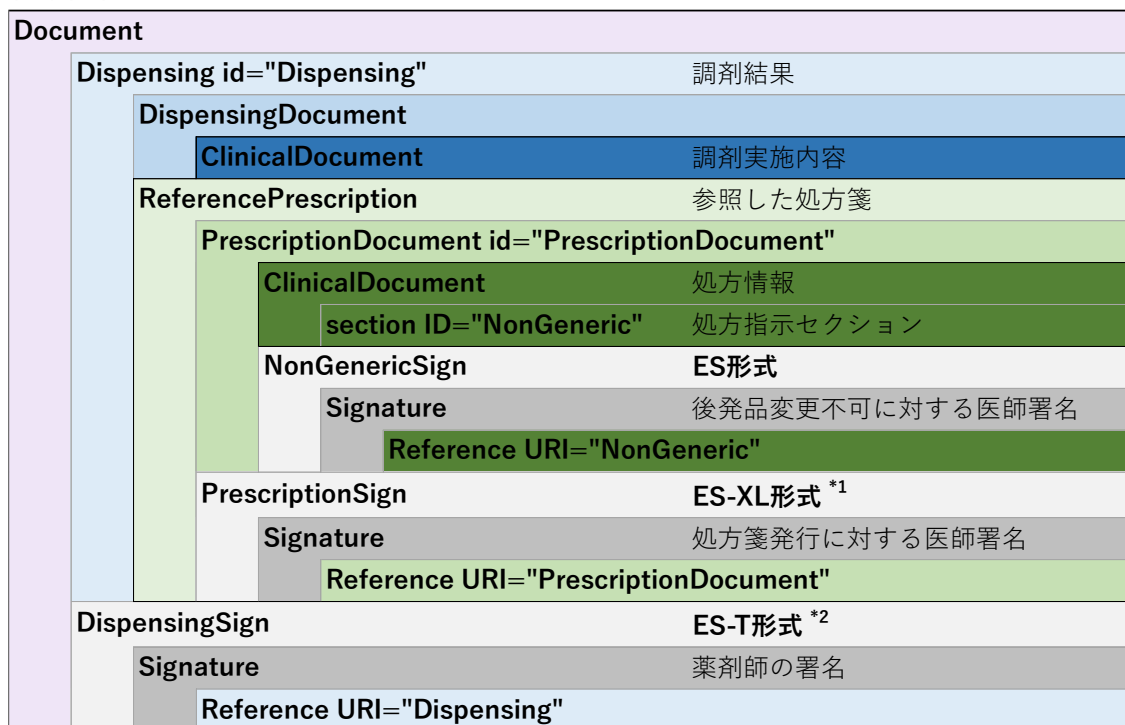 Document
Dispensing id="Dispensing" 調剤結果
DispensingDocument
ClinicalDocument 調剤実施内容
ReferencePrescription 参照した処方箋
PrescriptionDocument id="PrescriptionDocument"
ClinicalDocument 処方情報
section ID="NonGeneric" 処方指示セクション
NonGenericSign ES形式
Signature 後発品変更不可に対する医師署名
Reference URI="NonGeneric"
PrescriptionSign ES-XL形式 *1
Signature 処方箋発行に対する医師署名
Reference URI="PrescriptionDocument"
DispensingSign ES-T形式 *2
Signature 薬剤師の署名
Reference URI="Dispensing"